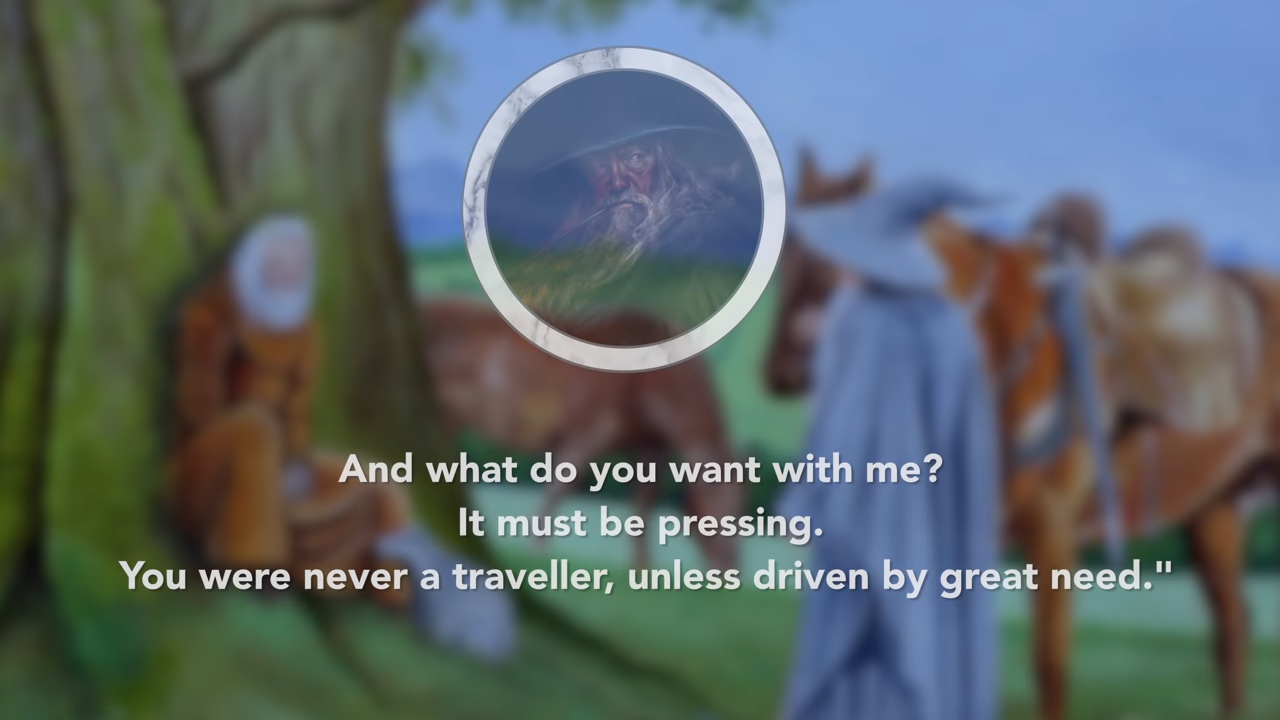 And what do you want with me?
It must be pressing.
You were never a traveller, unless driven by great need."